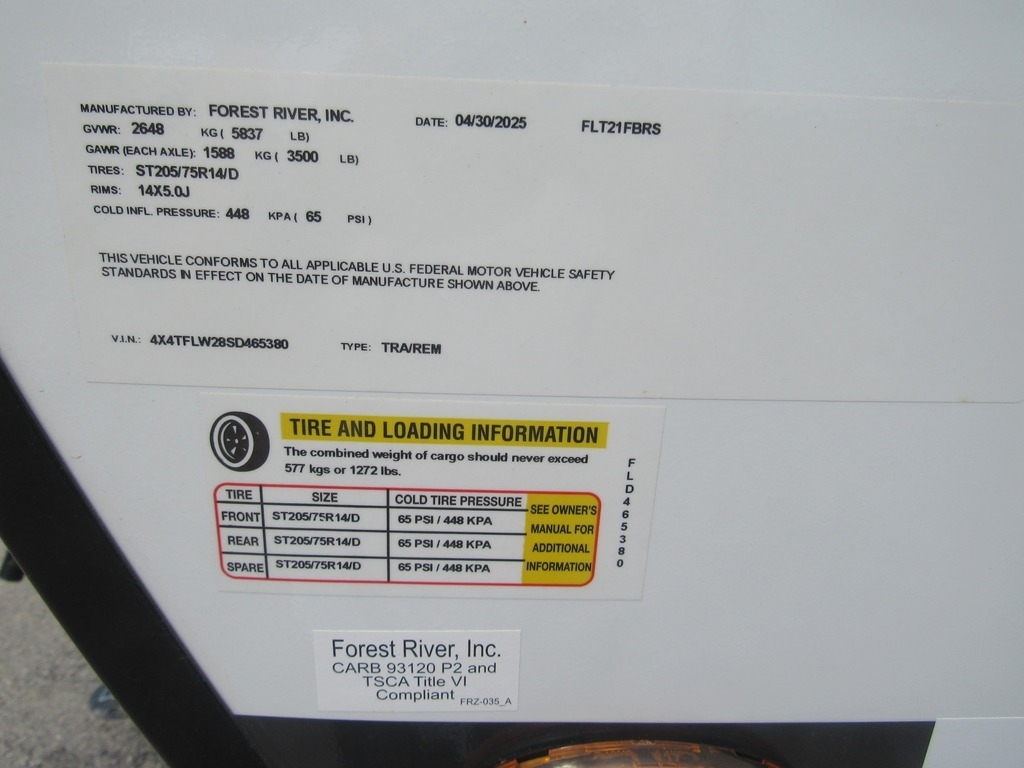 MANUFACTURED BY: FOREST RIVER, INC. DATE: 04/30/2025 FLT21FBRS
GVWR: 2648 KG ( 5837 LB)
GAWR (EACH AXLE): 1588 KG ( 3500 LB)
TIRES: ST205/75R14/D
RIMS: 14X5.0J
COLD INFL. PRESSURE: 448 KPA ( 65 PSI )
THIS VEHICLE CONFORMS TO ALL APPLICABLE U.S. FEDERAL MOTOR VEHICLE SAFETY
STANDARDS IN EFFECT ON THE DATE OF MANUFACTURE SHOWN ABOVE.
V.I.N.: 4X4TFLW28SD465380 TYPE: TRA/REM
TIRE AND LOADING INFORMATION
The combined weight of cargo should never exceed
577 kgs or 1272 lbs.
TIRE SIZE COLD TIRE PRESSURE
FRONT ST205/75R14/D 65 PSI / 448 KPA
REAR ST205/75R14/D 65 PSI / 448 KPA
SPARE ST205/75R14/D 65 PSI / 448 KPA
SEE OWNER'S
MANUAL FOR
ADDITIONAL
INFORMATION
FLD465380
Forest River, Inc.
CARB 93120 P2 and
TSCA Title VI
Compliant FRZ-035_A